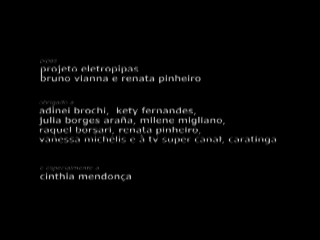 pipas
projeto eletropipas
bruno vianna e renata pinheiro
obrigado a
adinei brochi, kety fernandes,
julia borges araña, milene migliano,
raquel borsari, renata pinheiro,
vanessa michelis e à tv super canal, caratinga
e especialmente a
cinthia mendonça